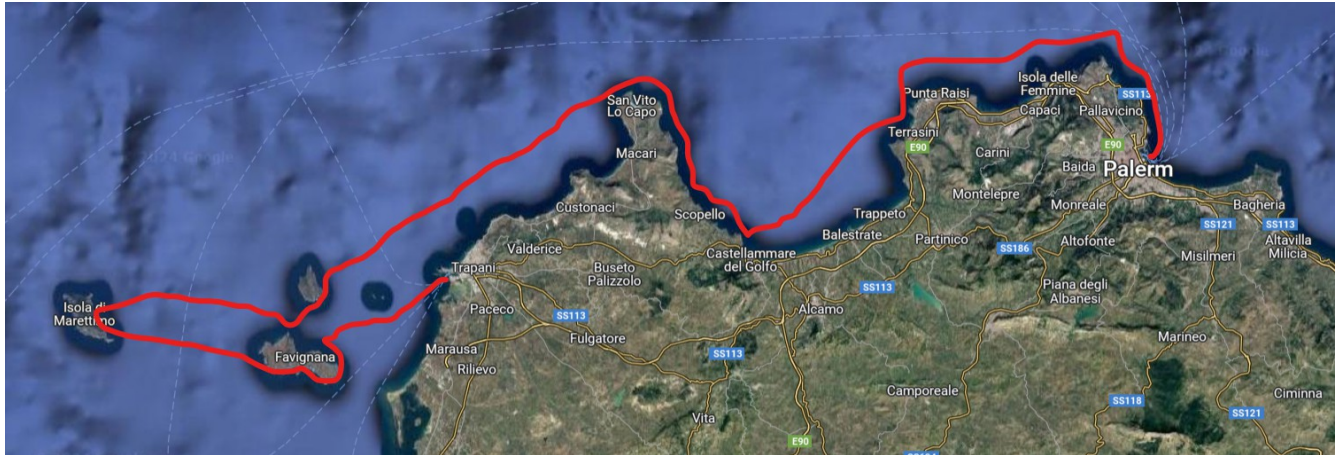 2024 Google
San Vito
Lo Capo
Macari
Custonaci
Scopello
Valderice
Trapani
Buseto
Palizzolo
Castellammare
del Golfo
Paceco
SS113
Fulgatore
Marausa
Rilievo
SS113
Vita
Isola di
Marettimo
Favignana
Punta Raisi
Isola delle
Femmine
Capaci
SS113
Pallavicino
Terrasini
E90
Carini
E90
Baida
Palerm
Montelepre
Monreale
Bagheria
SS121
SS113
Trappeto
Balestrate
Partinico
SS186
Altofonte
Altavilla
Milicia
Misilmeri
SS113
Alcamo
Piana degli
Albanesi
Marineo
Camporeale
SS118
Ciminna
SS121
E90